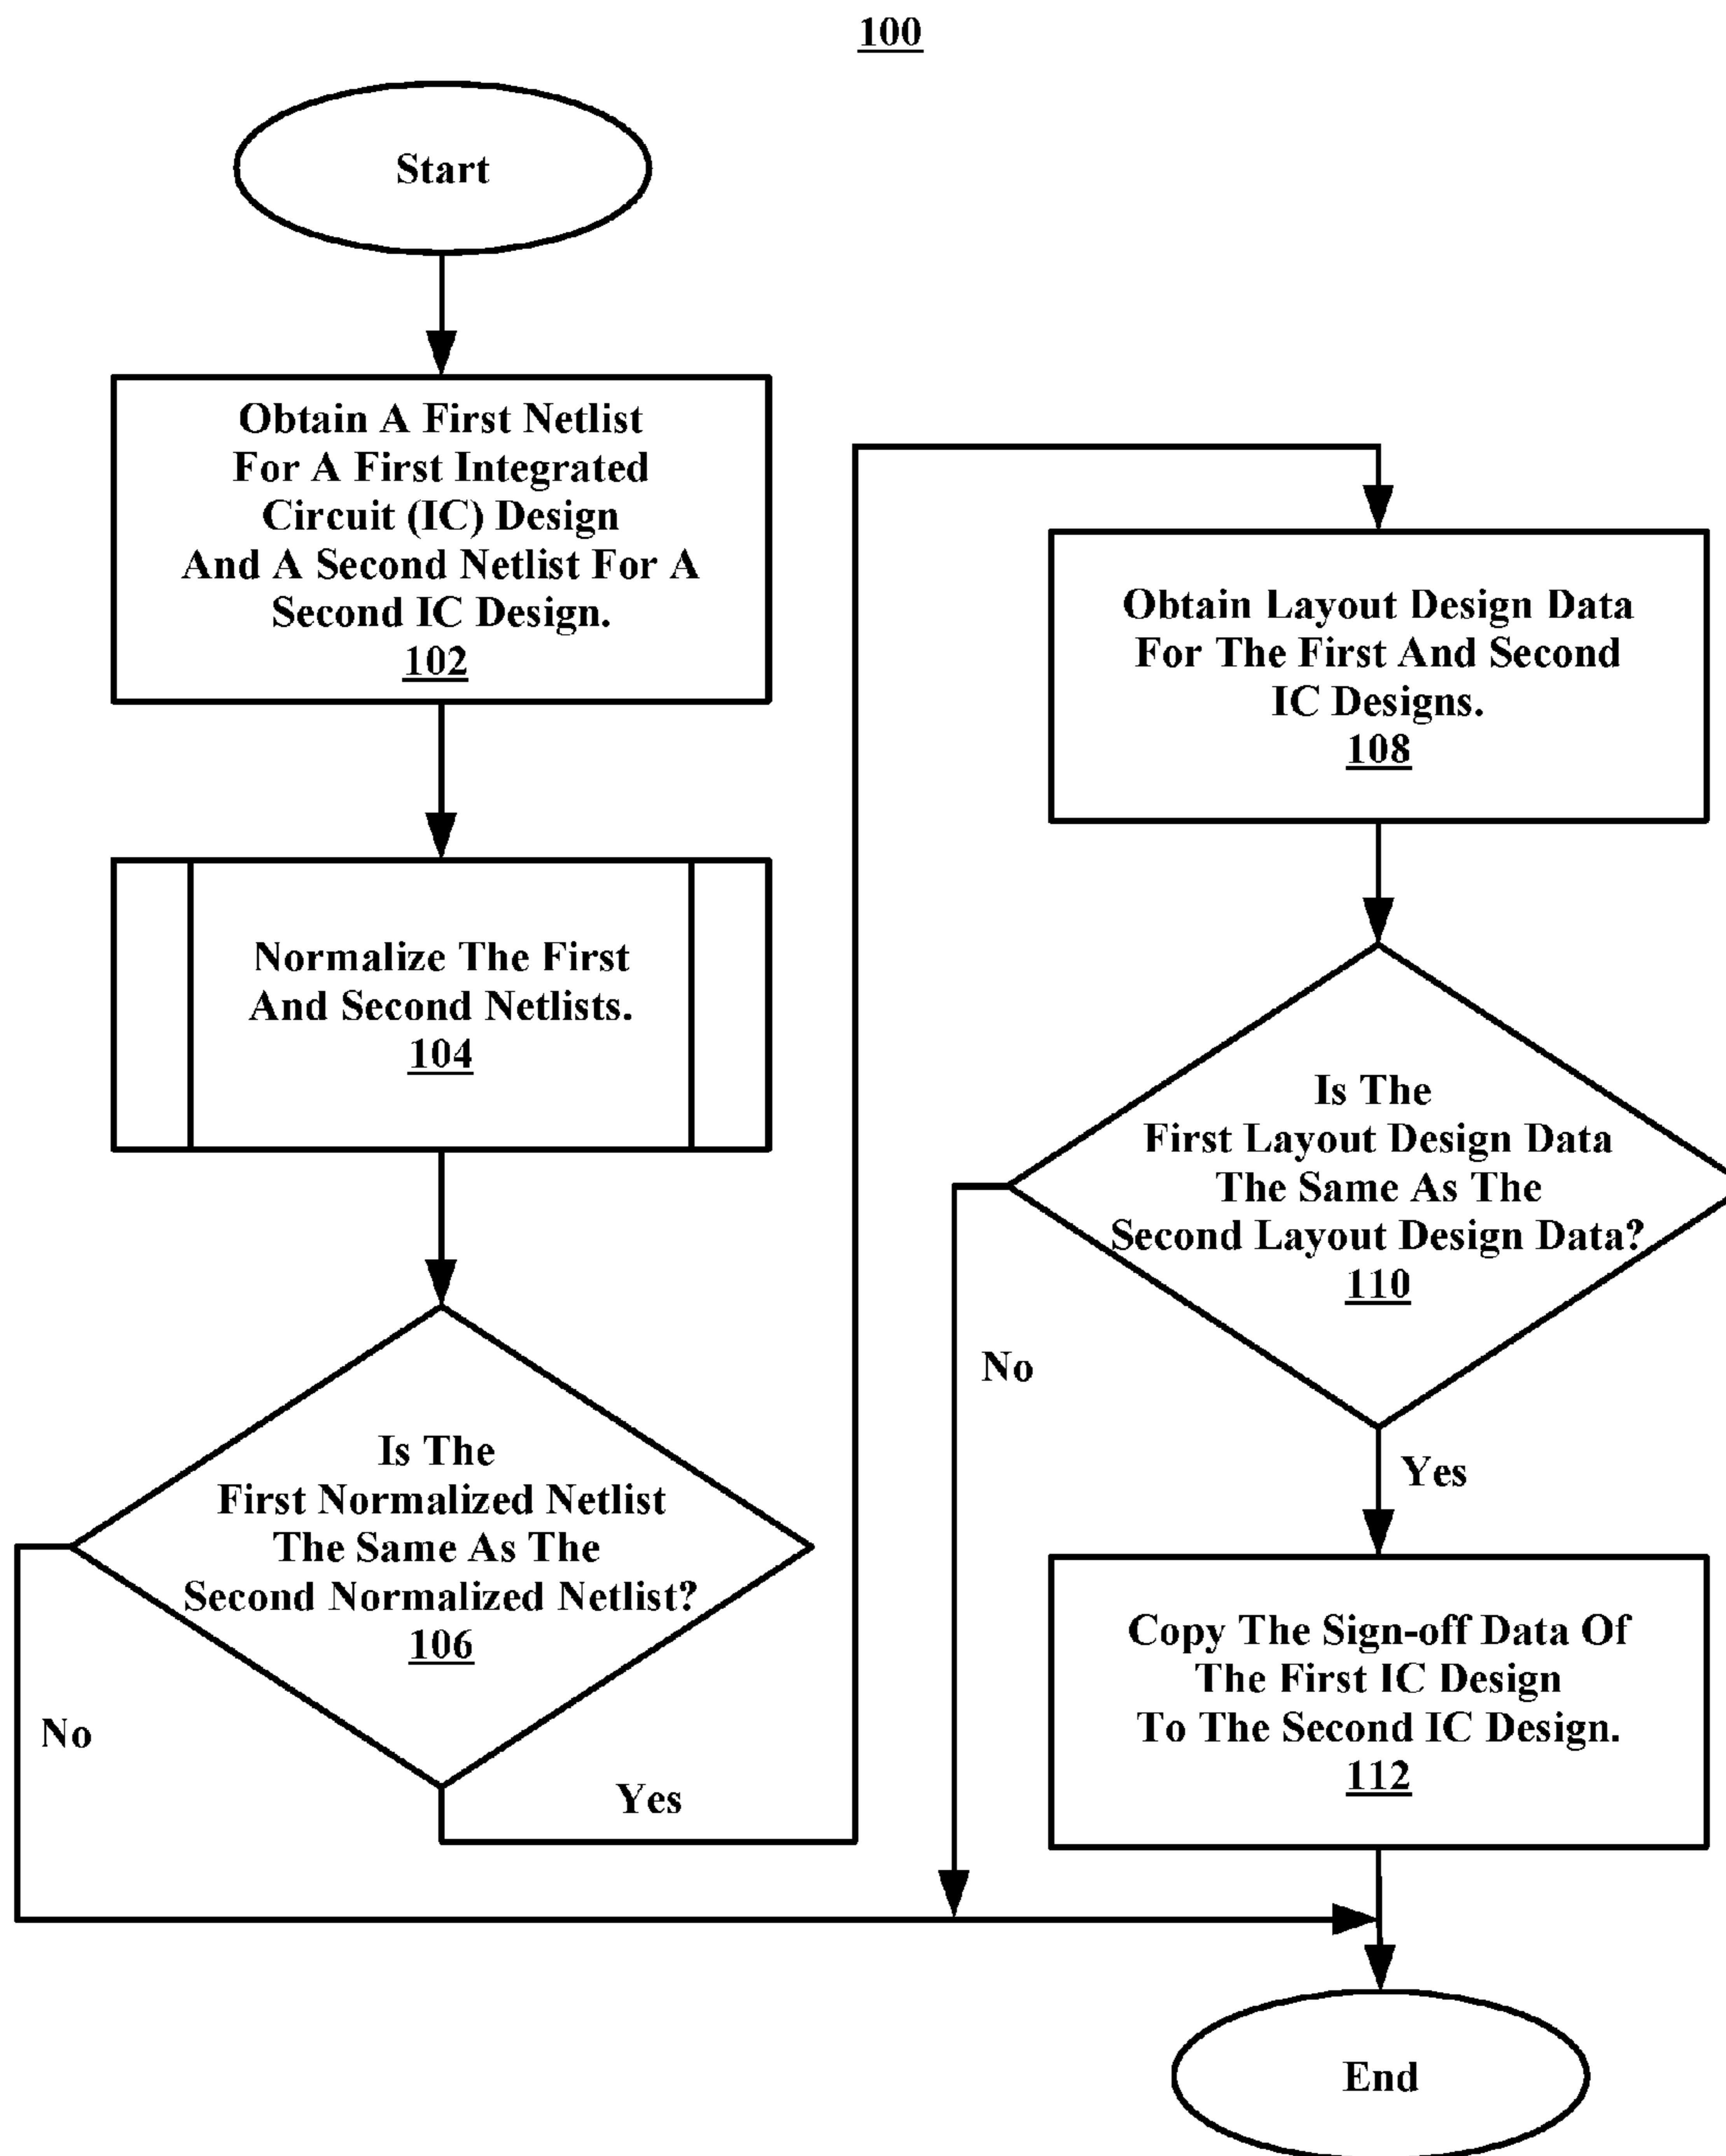 100
Start
Obtain A First Netlist
For A First Integrated
Circuit (IC) Design
And A Second Netlist For A
Second IC Design.
102
Normalize The First
And Second Netlists.
104
Is The
First Normalized Netlist
The Same As The
Second Normalized Netlist?
106
No
Yes
Obtain Layout Design Data
For The First And Second
IC Designs.
108
Is The
First Layout Design Data
The Same As The
Second Layout Design Data?
110
No
Yes
Copy The Sign-off Data Of
The First IC Design
To The Second IC Design.
112
End